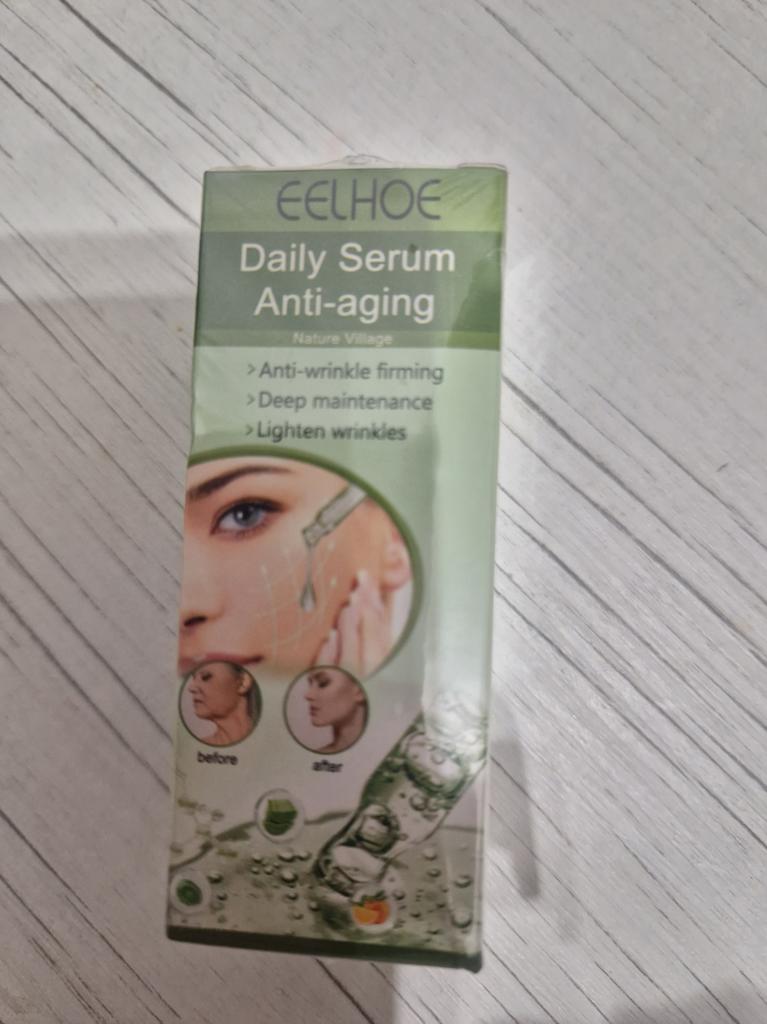 EELHOE
Daily Serum
Anti-aging
Nature Village
>Anti-wrinkle firming
>Deep maintenance
>Lighten wrinkles
before
after